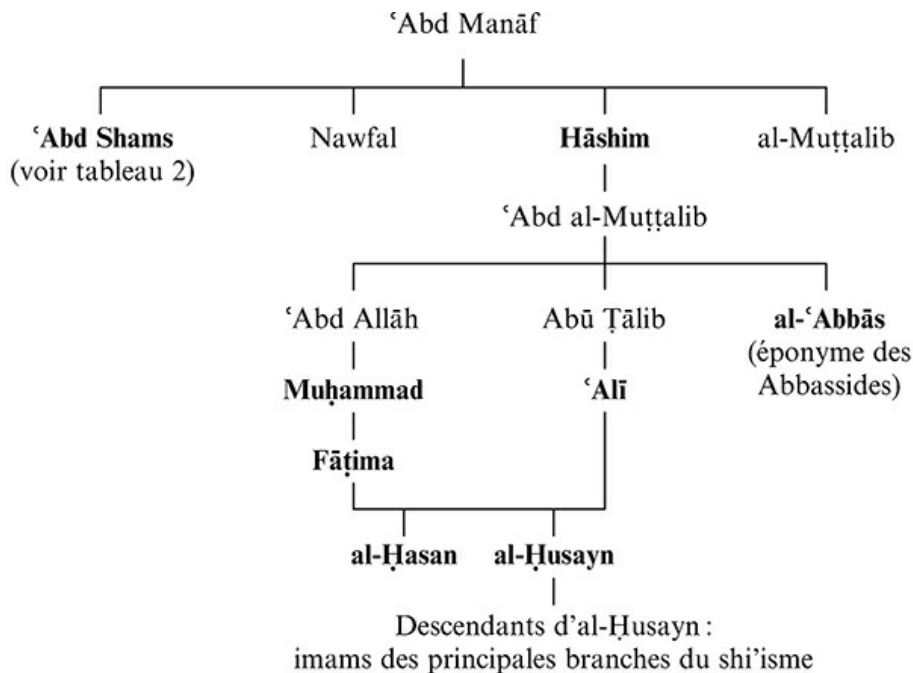 ʿAbd Manāf
ʿAbd Shams
(voir tableau 2)
Nawfal
Hāshim
al-Muṭṭalib
ʿAbd al-Muṭṭalib
ʿAbd Allāh
Abū Ṭālib
al-ʿAbbās
(éponyme des
Abbassides)
Muḥammad
ʿAlī
Fāṭima
al-Ḥasan
al-Ḥusayn
Descendants d’al-Ḥusayn :
imams des principales branches du shi’isme